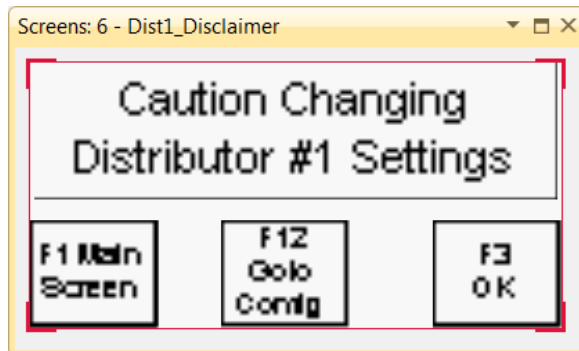 Screens: 6 - Dist1_Disclaimer
Caution Changing
Distributor #1 Settings
F1 Main
Screen
F12
Goto
Config
F3
OK